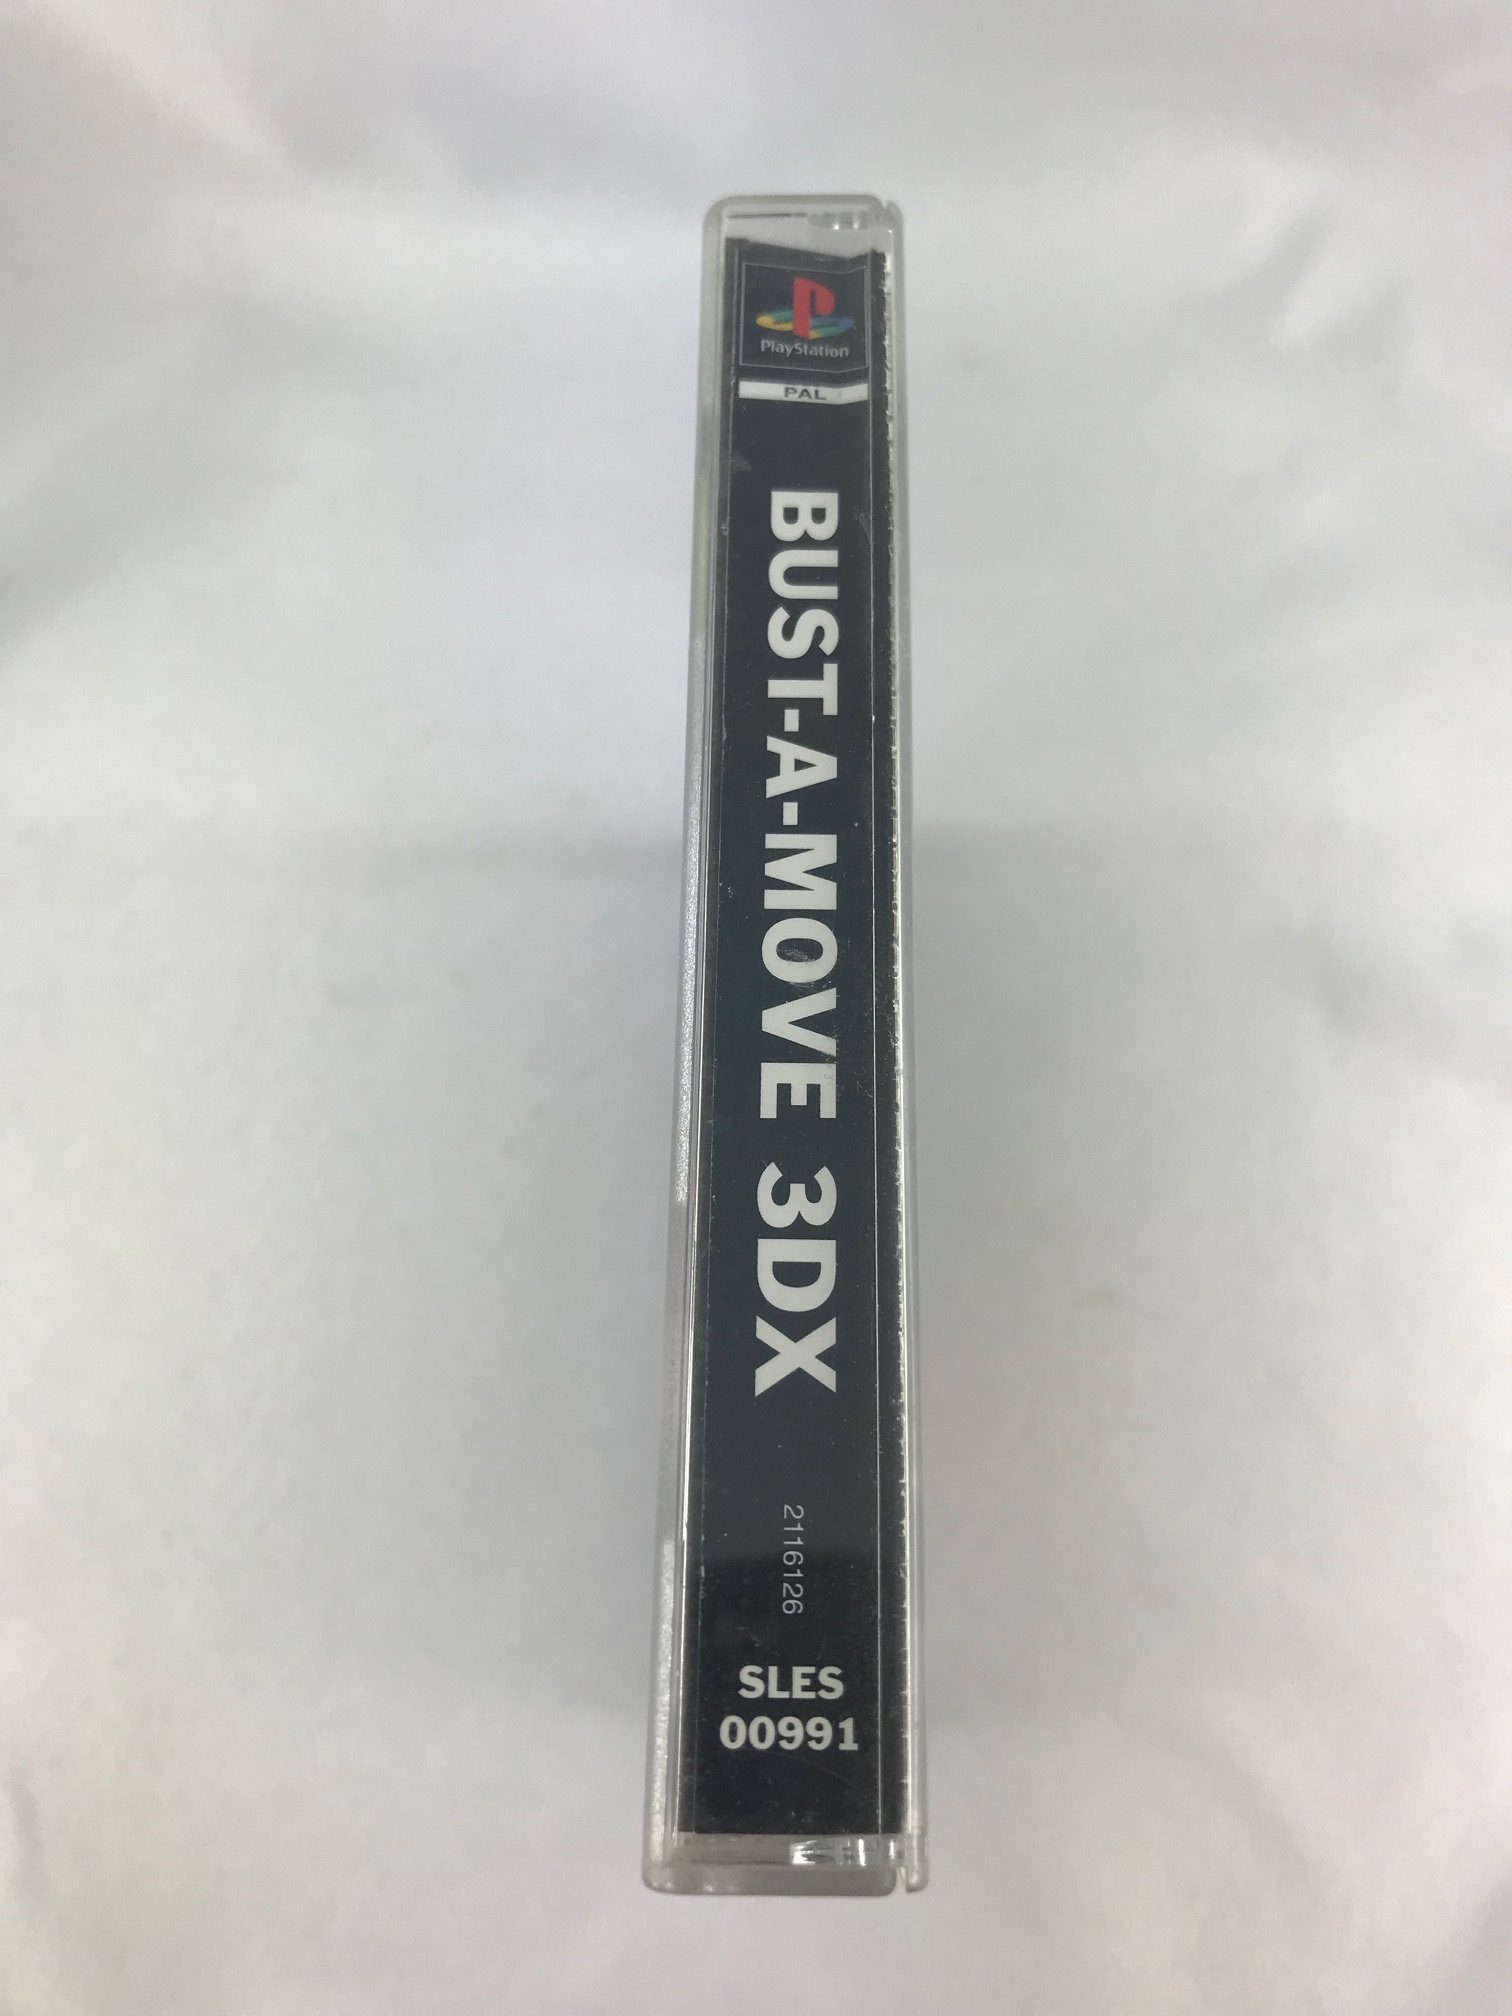 PlayStation
PAL
BUST-A-MOVE 3DX
2116126
SLES
00991